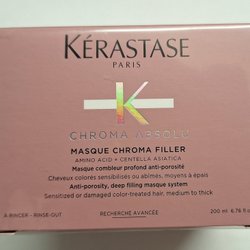 KÉRASTASE
PARIS
K
CHROMA ABSOLU
MASQUE CHROMA FILLER
AMINO ACID + CENTELLA ASIATICA
Masque combleur profond anti-porosité
Cheveux colorés sensibilisés ou abîmés, moyens à épais
Anti-porosity, deep filling masque system
Sensitized or damaged color-treated hair, medium to thick
À RINCER - RINSE-OUT
RECHERCHE AVANCÉE
200 ml. 6.76 fl.oz.